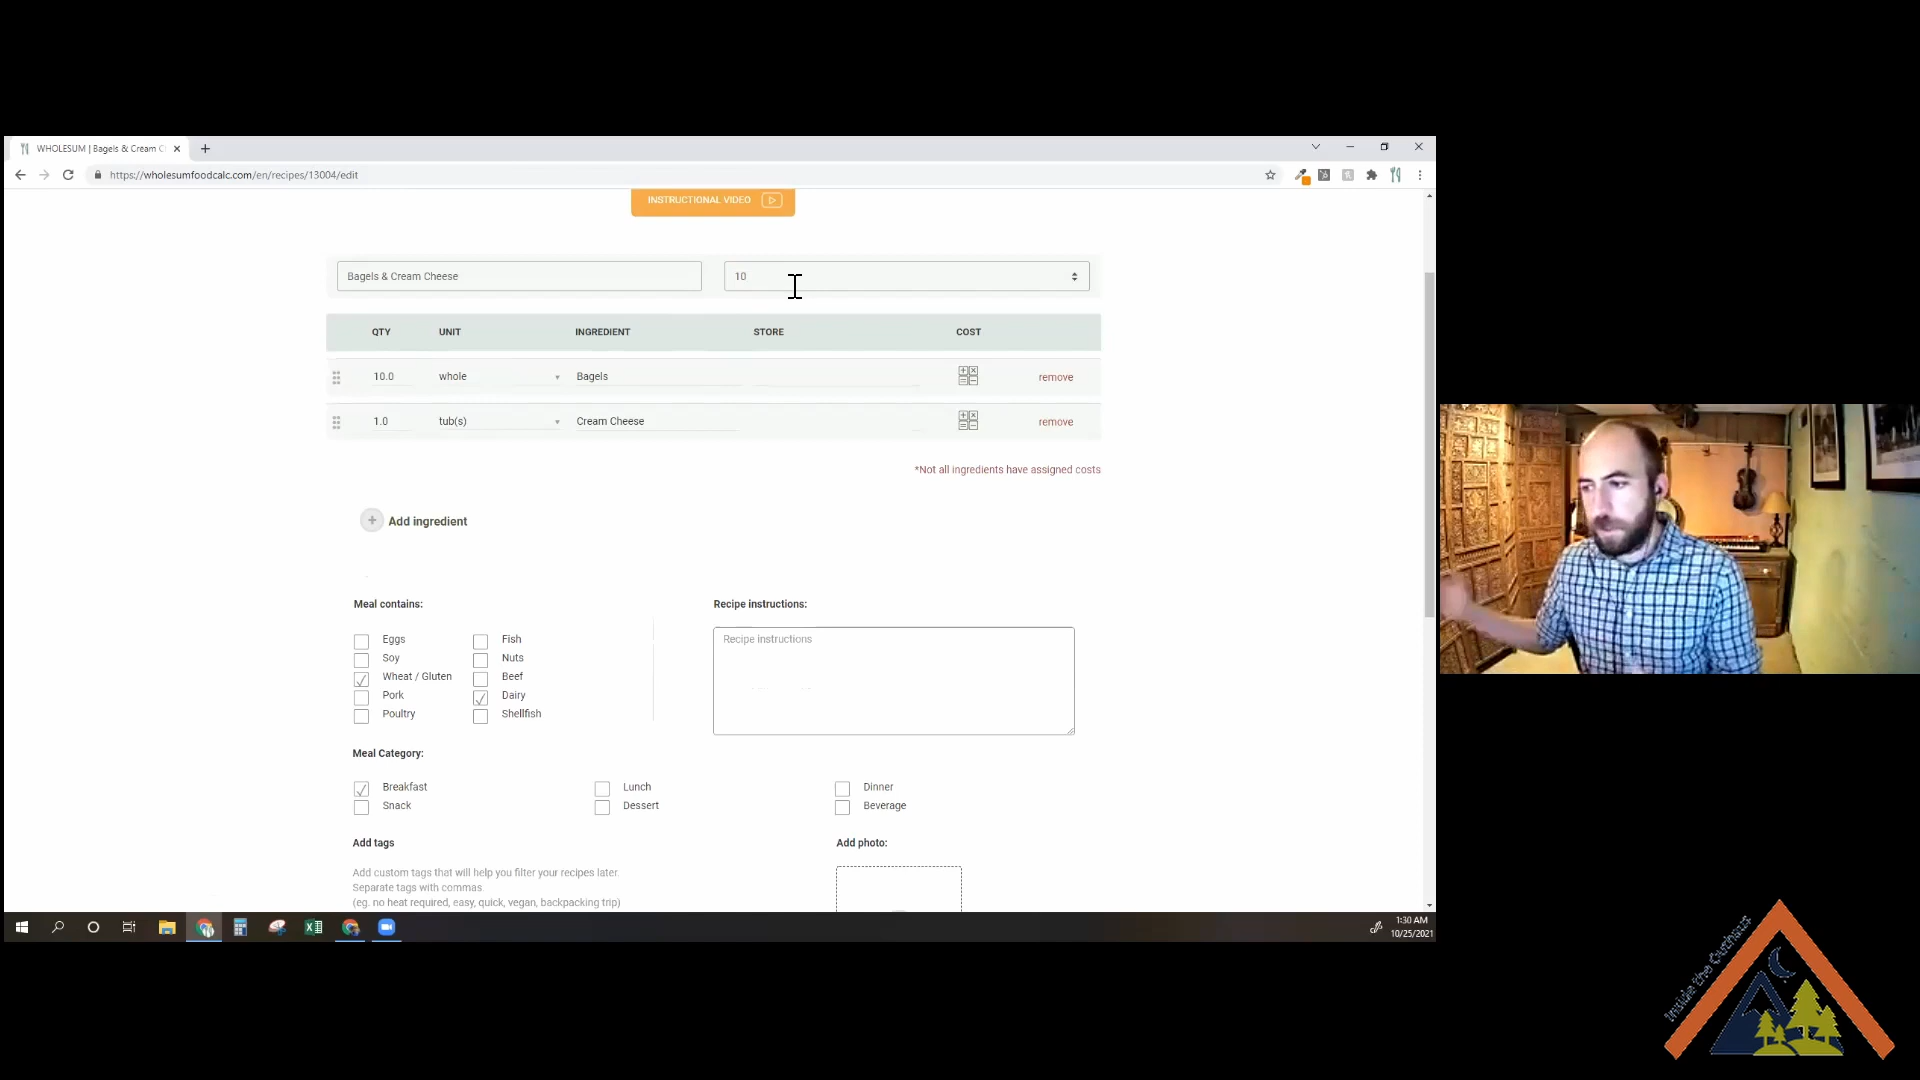 WHOLESUM | Bagels & Cream C
https://wholesumfoodcalc.com/en/recipes/13004/edit
INSTRUCTIONAL VIDEO
Bagels & Cream Cheese
10
QTY UNIT INGREDIENT STORE COST
10.0 whole Bagels remove
1.0 tub(s) Cream Cheese remove
*Not all ingredients have assigned costs
+ Add ingredient
Meal contains:
Eggs Fish
Soy Nuts
Wheat / Gluten Beef
Pork Dairy
Poultry Shellfish
Recipe instructions:
Recipe instructions
Meal Category:
Breakfast Lunch Dinner
Snack Dessert Beverage
Add tags
Add custom tags that will help you filter your recipes later.
Separate tags with commas.
(eg. no heat required, easy, quick, vegan, backpacking trip)
Add photo:
1:30 AM
10/25/2021
Inside the Outhaus